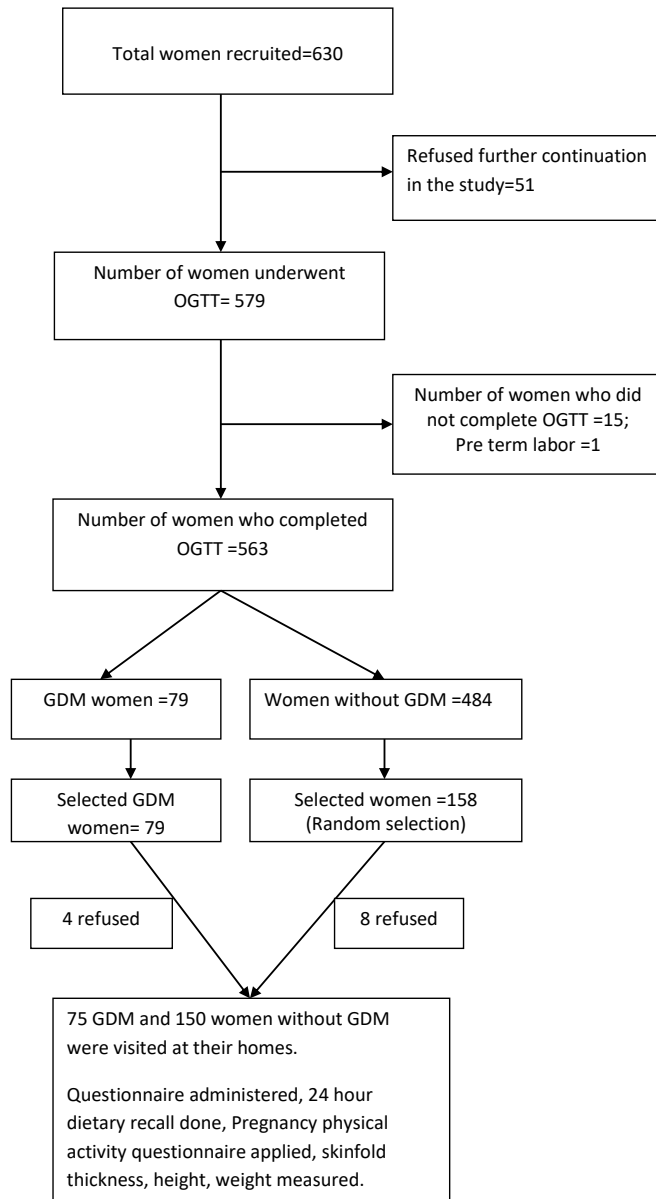 Total women recruited=630
Refused further continuation
in the study=51
Number of women underwent
OGTT= 579
Number of women who did
not complete OGTT =15;
Pre term labor =1
Number of women who completed
OGTT =563
GDM women =79
Women without GDM =484
Selected GDM
women= 79
Selected women =158
(Random selection)
4 refused
8 refused
75 GDM and 150 women without GDM
were visited at their homes.
Questionnaire administered, 24 hour
dietary recall done, Pregnancy physical
activity questionnaire applied, skinfold
thickness, height, weight measured.